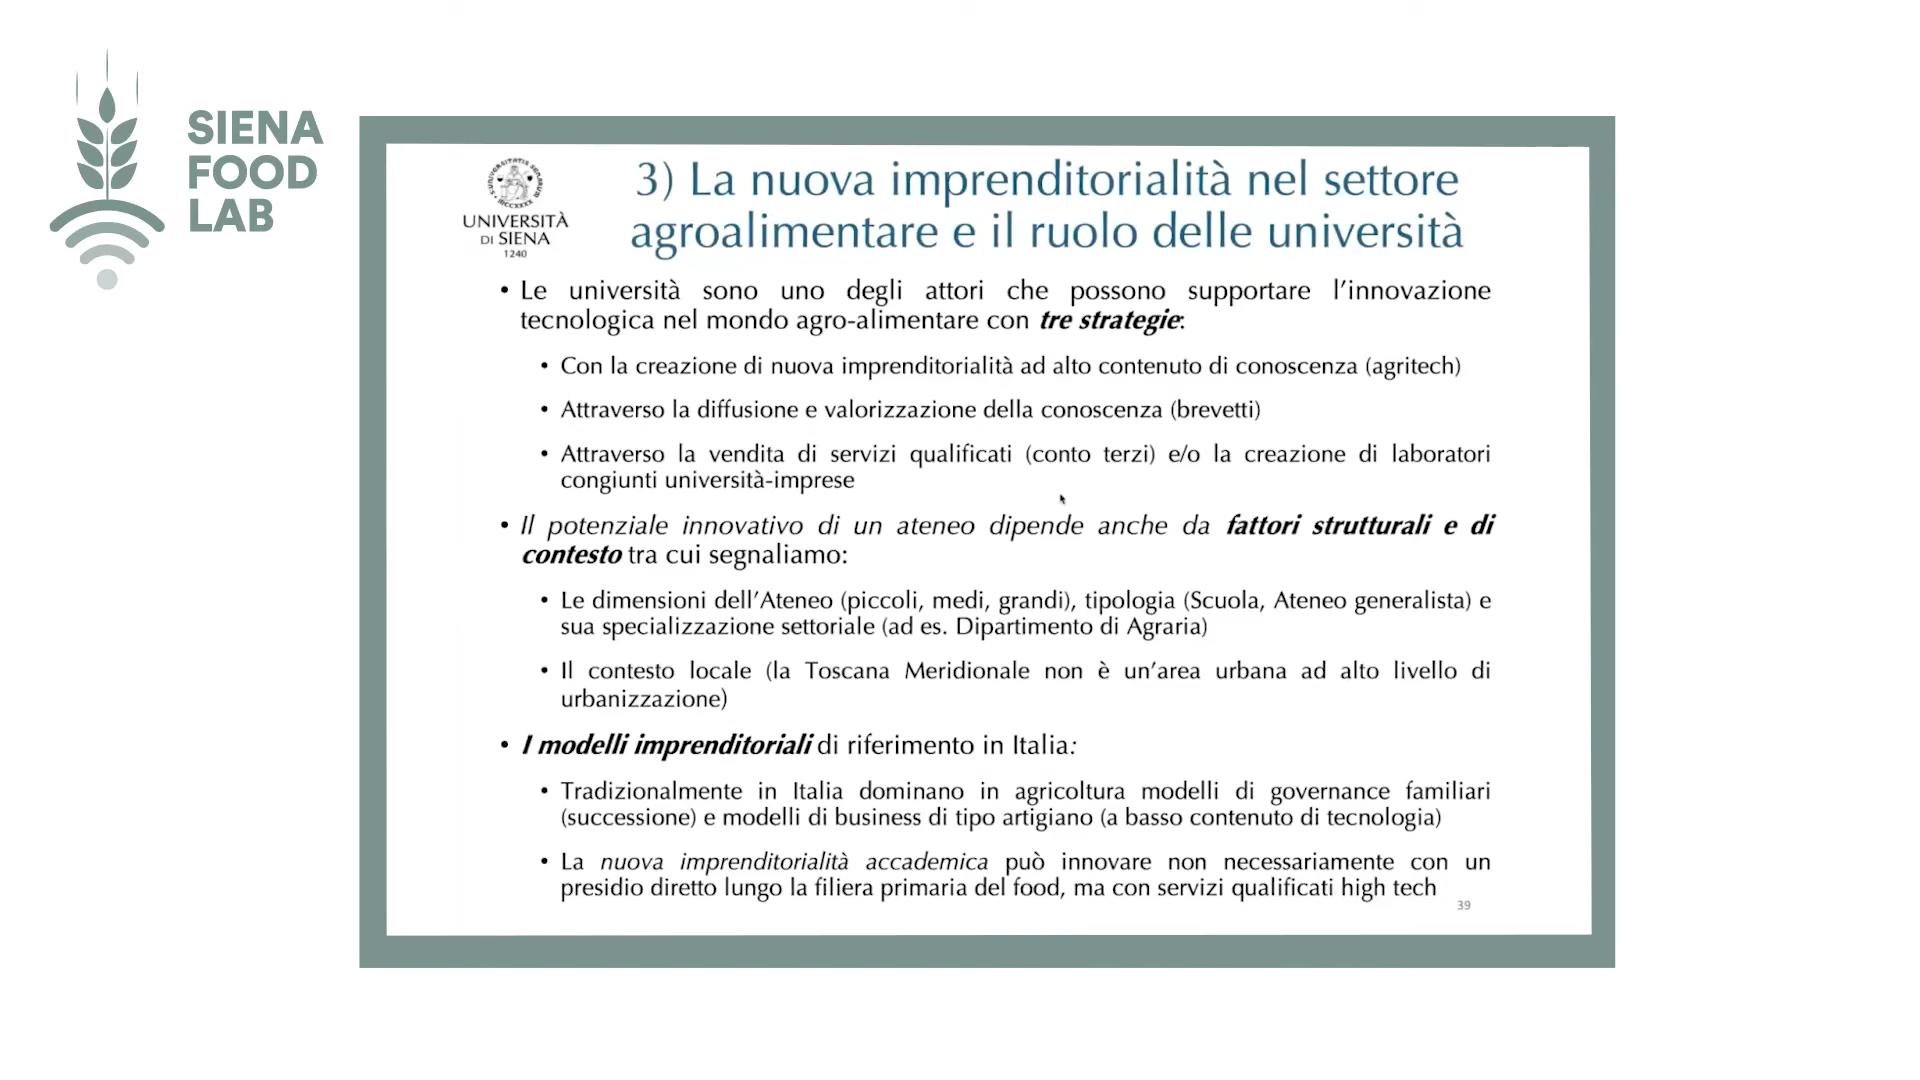 SIENA
FOOD
LAB
UNIVERSITÀ
DI SIENA
1240
3) La nuova imprenditorialità nel settore
agroalimentare e il ruolo delle università
• Le università sono uno degli attori che possono supportare l’innovazione
tecnologica nel mondo agro-alimentare con tre strategie:
• Con la creazione di nuova imprenditorialità ad alto contenuto di conoscenza (agritech)
• Attraverso la diffusione e valorizzazione della conoscenza (brevetti)
• Attraverso la vendita di servizi qualificati (conto terzi) e/o la creazione di laboratori
congiunti università-imprese
• Il potenziale innovativo di un ateneo dipende anche da fattori strutturali e di
contesto tra cui segnaliamo:
• Le dimensioni dell’Ateneo (piccoli, medi, grandi), tipologia (Scuola, Ateneo generalista) e
sua specializzazione settoriale (ad es. Dipartimento di Agraria)
• Il contesto locale (la Toscana Meridionale non è un’area urbana ad alto livello di
urbanizzazione)
• I modelli imprenditoriali di riferimento in Italia:
• Tradizionalmente in Italia dominano in agricoltura modelli di governance familiari
(successione) e modelli di business di tipo artigiano (a basso contenuto di tecnologia)
• La nuova imprenditorialità accademica può innovare non necessariamente con un
presidio diretto lungo la filiera primaria del food, ma con servizi qualificati high tech
39